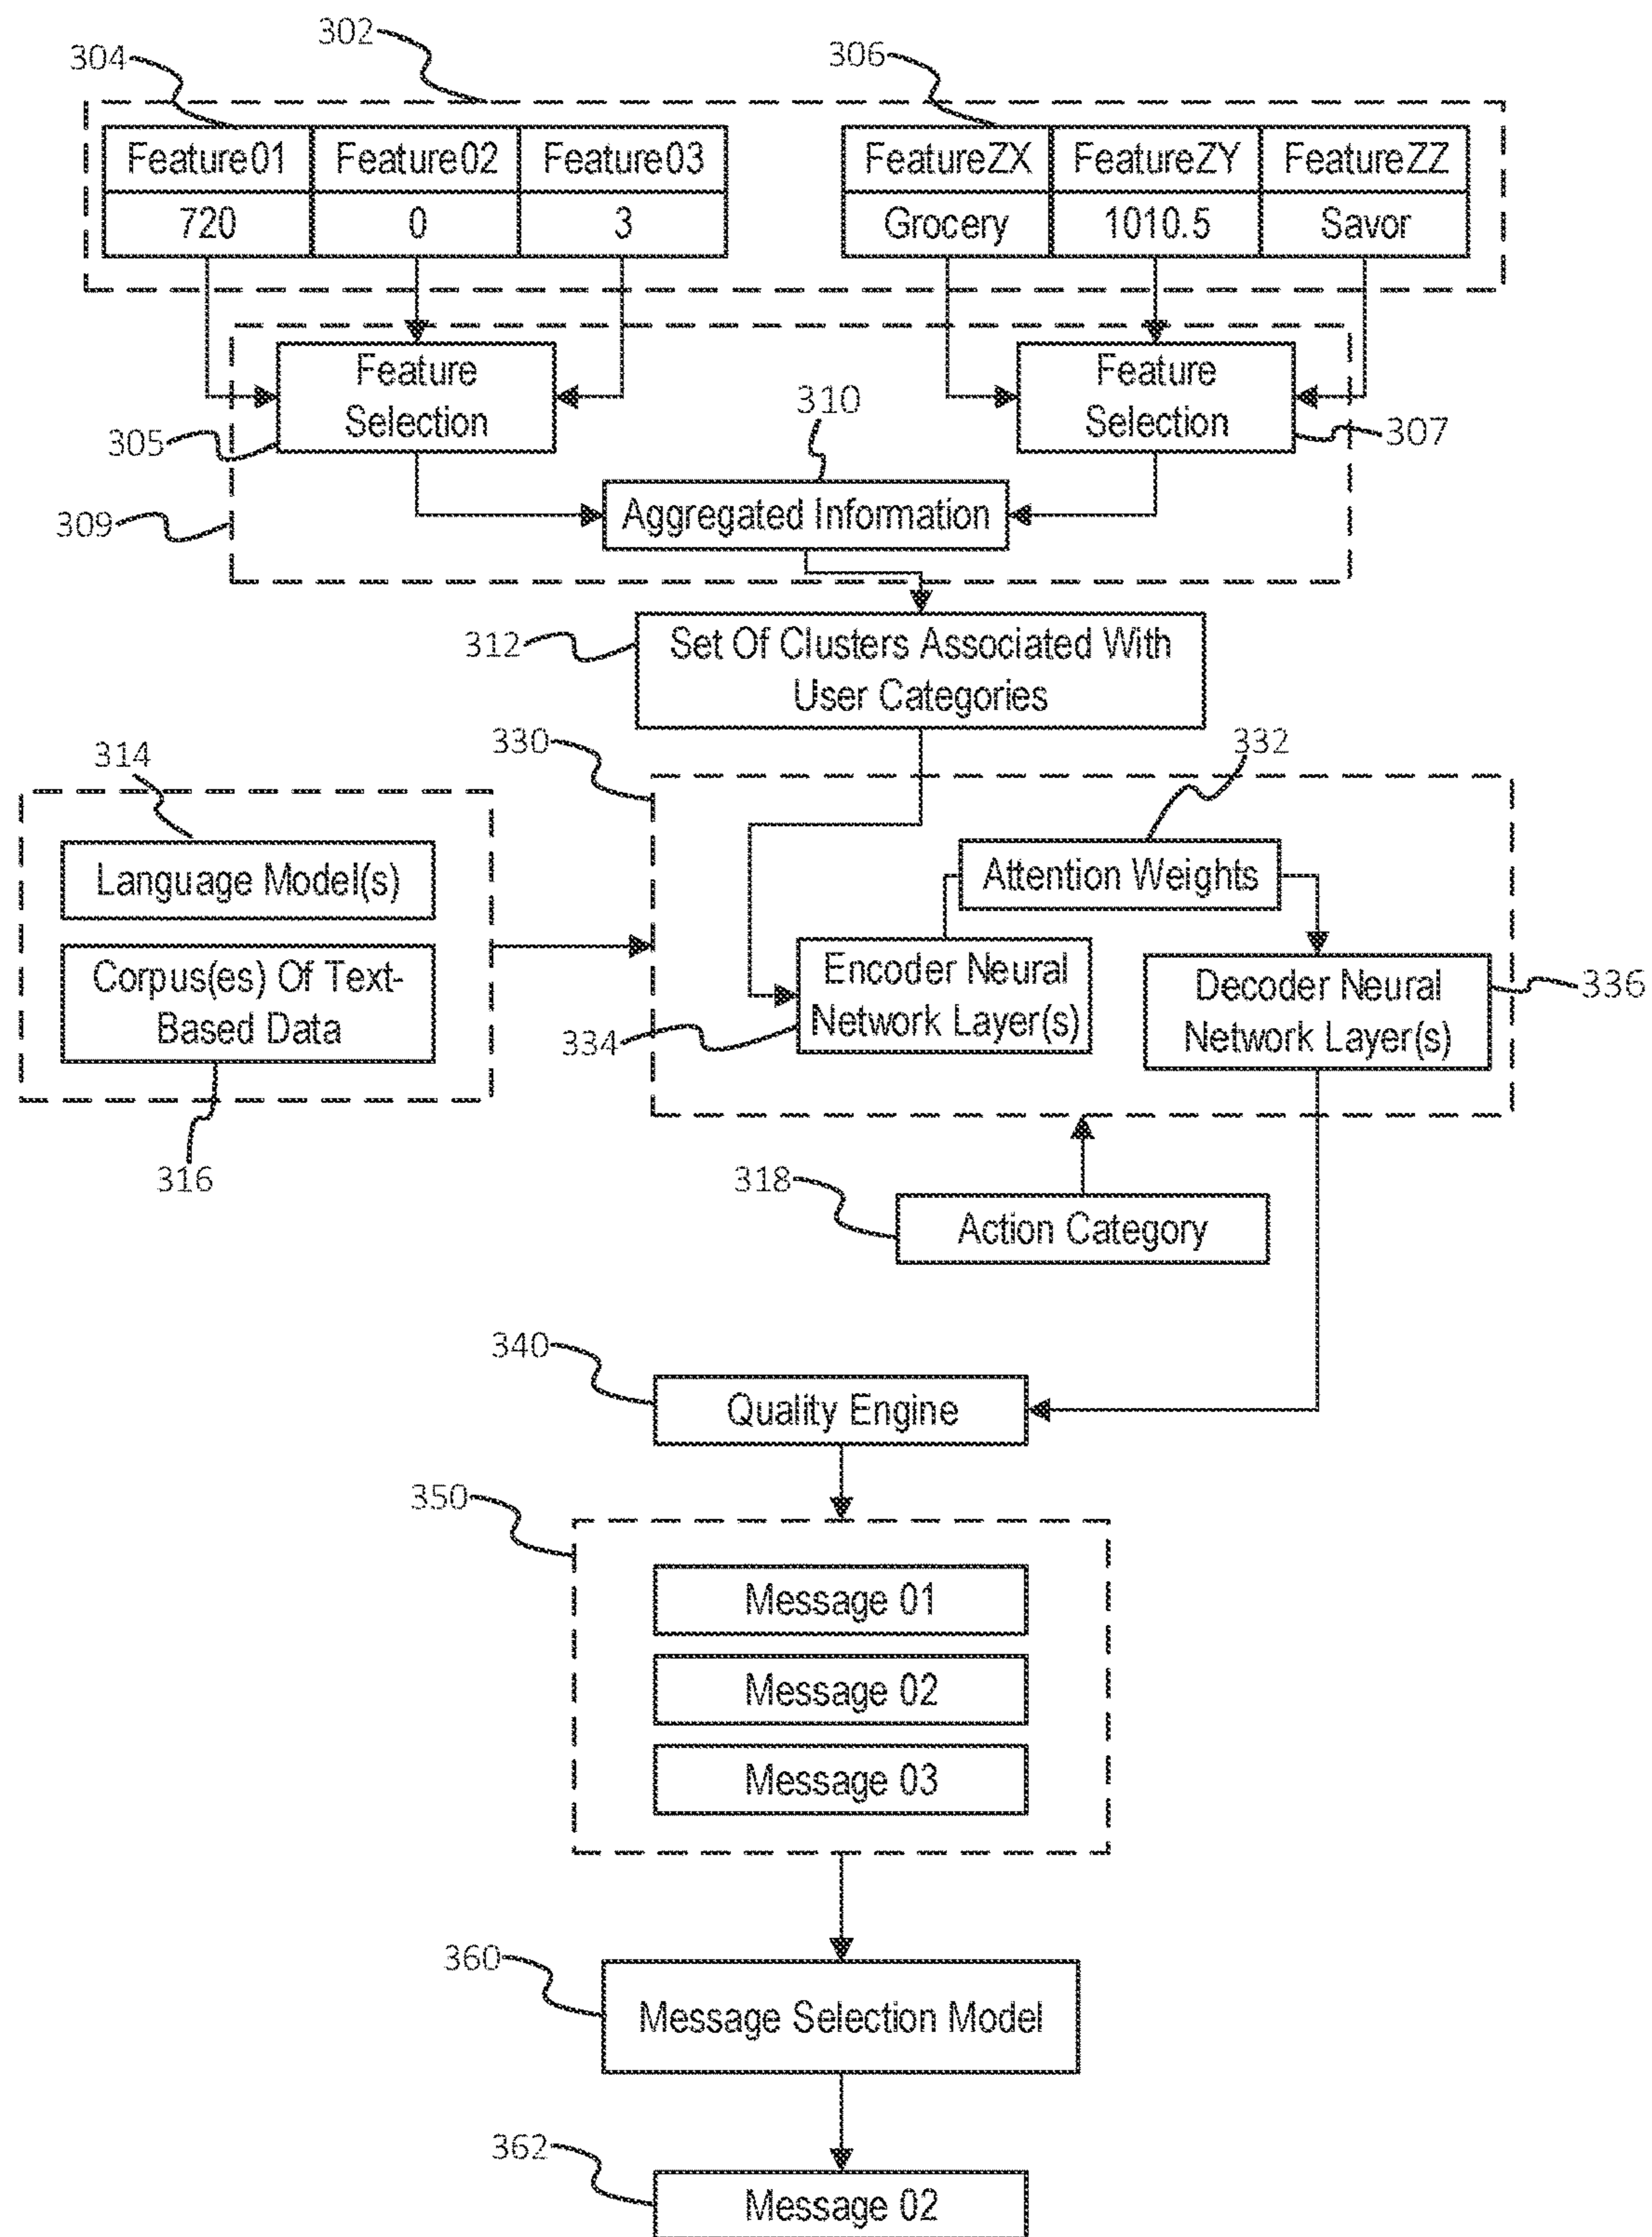 302
304
306
Feature01 Feature02 Feature03
FeatureZX FeatureZY FeatureZZ
720 0 3
Grocery 1010.5 Savor
Feature
Selection
305
Feature
Selection
307
310
309
Aggregated Information
312
Set Of Clusters Associated With
User Categories
314
Language Model(s)
Corpus(es) Of Text-
Based Data
316
330
332
Attention Weights
Encoder Neural
Network Layer(s)
334
Decoder Neural
Network Layer(s)
336
318
Action Category
340
Quality Engine
350
Message 01
Message 02
Message 03
360
Message Selection Model
362
Message 02